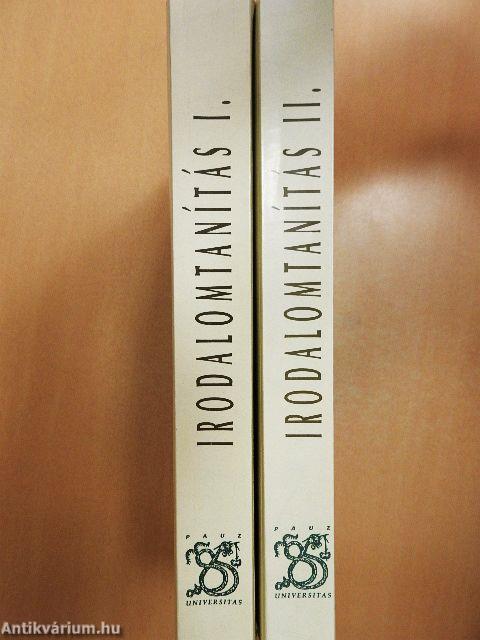 IRODALOMTANÍTÁS I.
PAUZ
UNIVERSITAS
IRODALOMTANÍTÁS II.
PAUZ
UNIVERSITAS
Antikvárium.hu